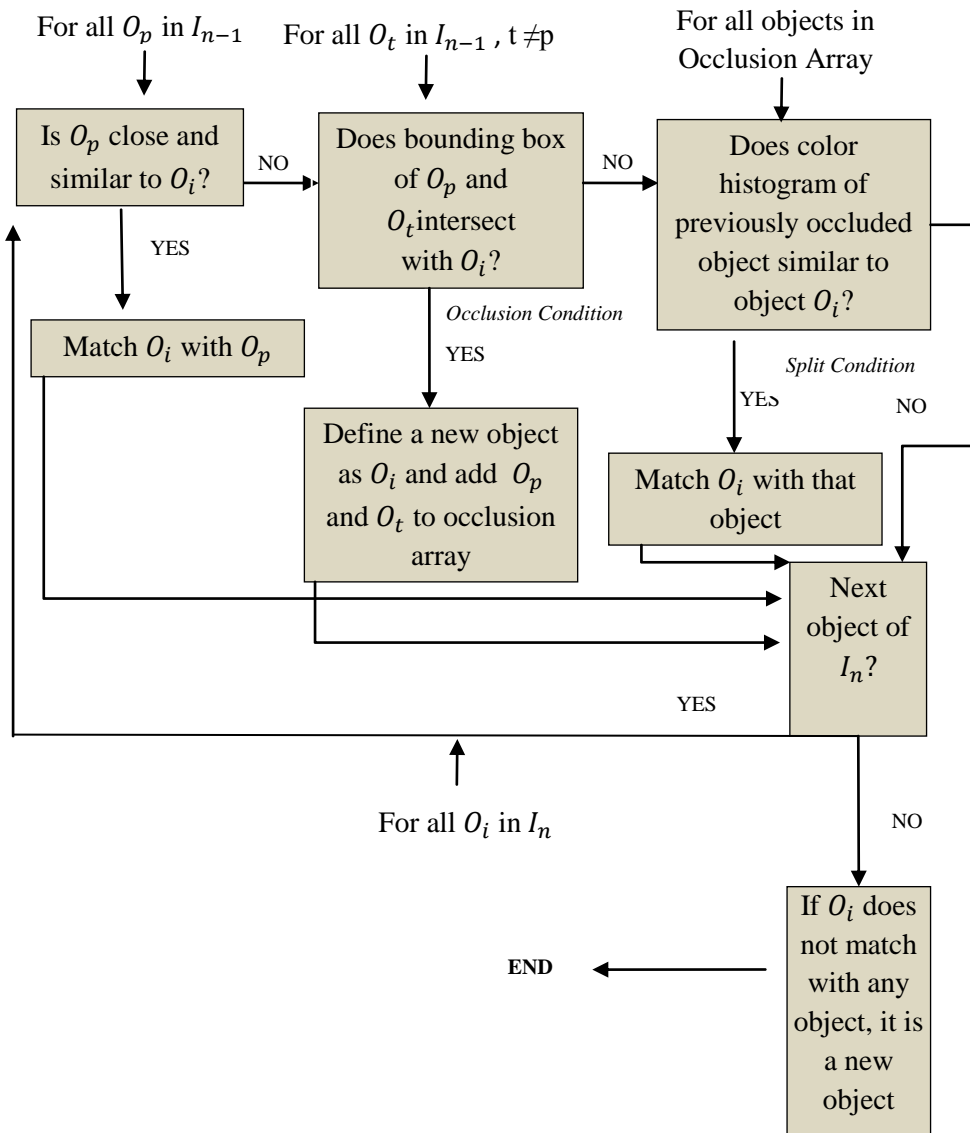 For all O_p in I_{n−1}
For all O_t in I_{n−1} , t ≠p
For all objects in
Occlusion Array
Is O_p close and
similar to O_i?
NO
YES
Does bounding box
of O_p and
O_t intersect
with O_i?
NO
Occlusion Condition
YES
Does color
histogram of
previously occluded
object similar to
object O_i?
Split Condition
YES
NO
Match O_i with O_p
Define a new object
as O_i and add O_p
and O_t to occlusion
array
Match O_i with that
object
Next
object of
I_n?
YES
For all O_i in I_n
NO
If O_i does
not match
with any
object, it is
a new
object
END